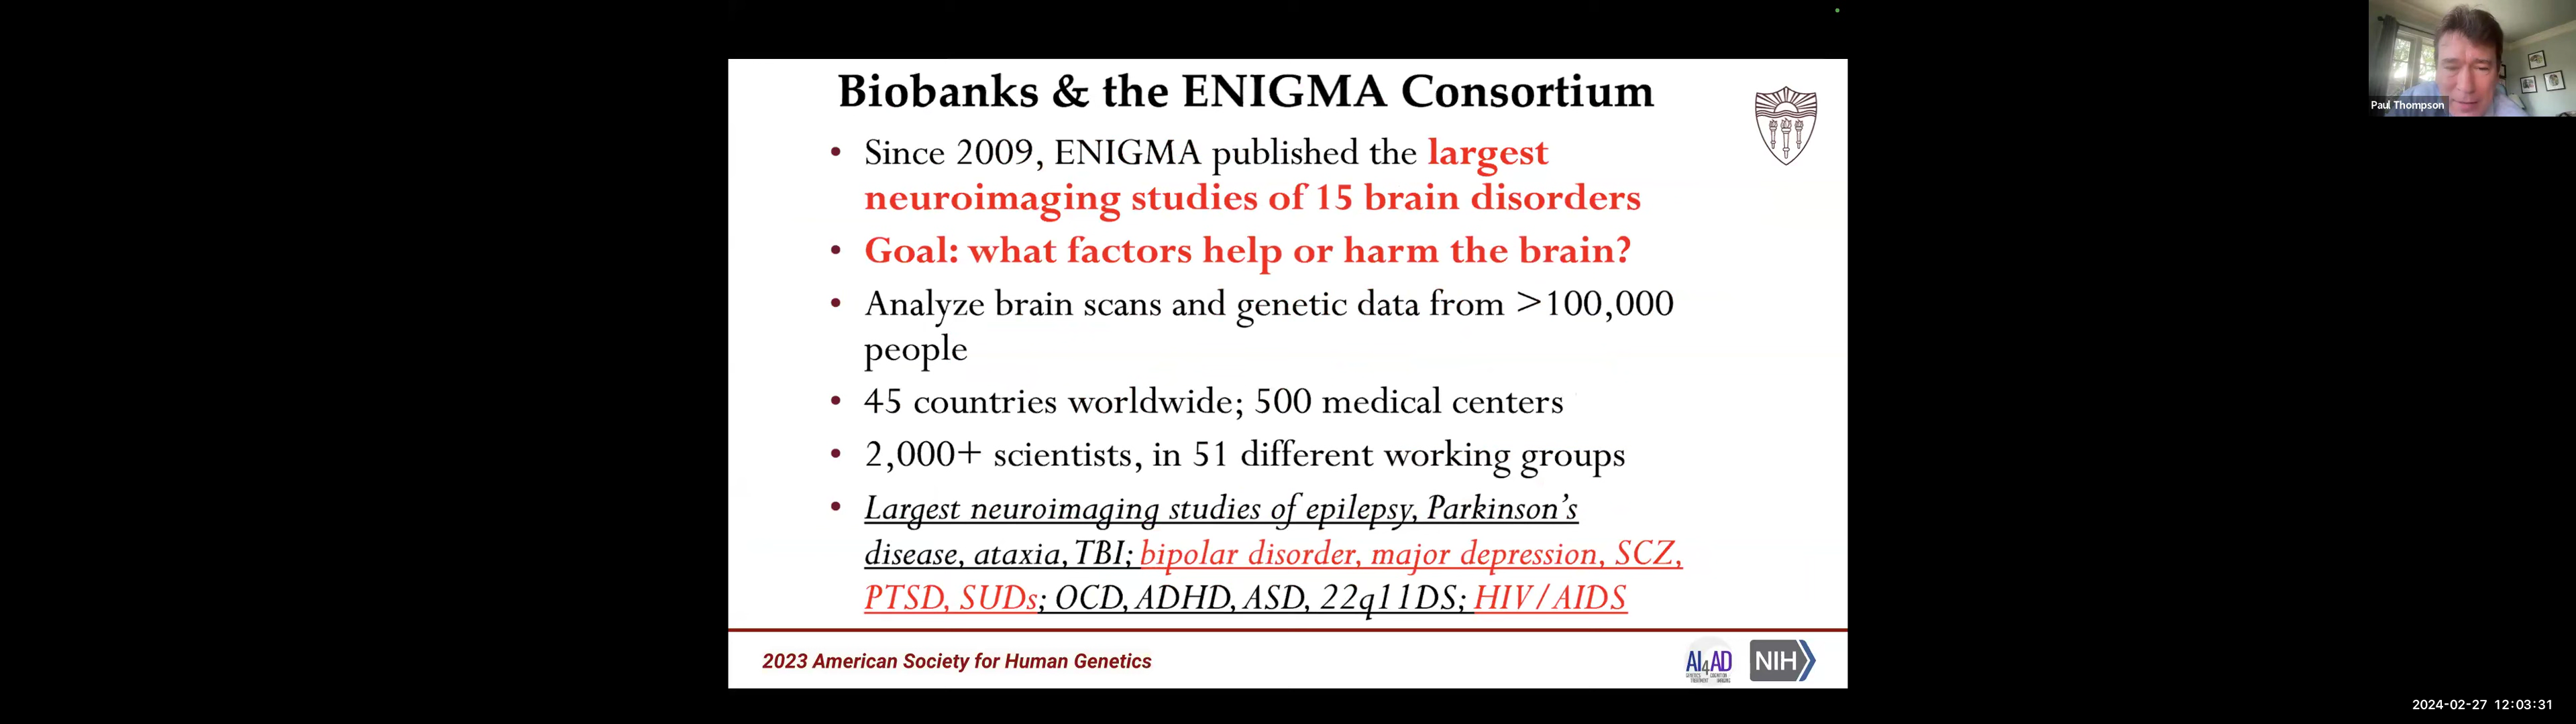 Biobanks & the ENIGMA Consortium
• Since 2009, ENIGMA published the largest
neuroimaging studies of 15 brain disorders
• Goal: what factors help or harm the brain?
• Analyze brain scans and genetic data from >100,000
people
• 45 countries worldwide; 500 medical centers
• 2,000+ scientists, in 51 different working groups
• Largest neuroimaging studies of epilepsy, Parkinson’s
disease, ataxia, TBI; bipolar disorder, major depression, SCZ,
PTSD, SUDs; OCD, ADHD, ASD, 22q11DS; HIV/AIDS
2023 American Society for Human Genetics
AI4AD
NIH
Paul Thompson
2024-02-27 12:03:31